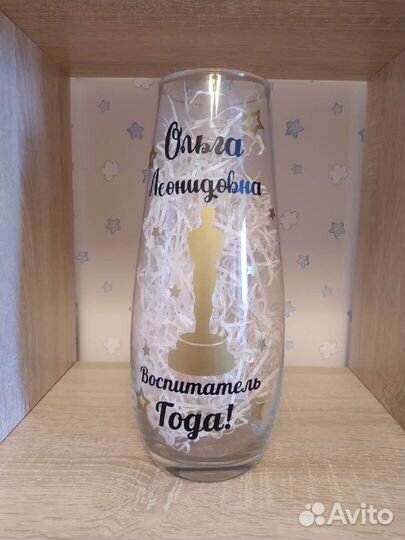 Ольга
Леонидовна
Воспитатель
Года!
Avito